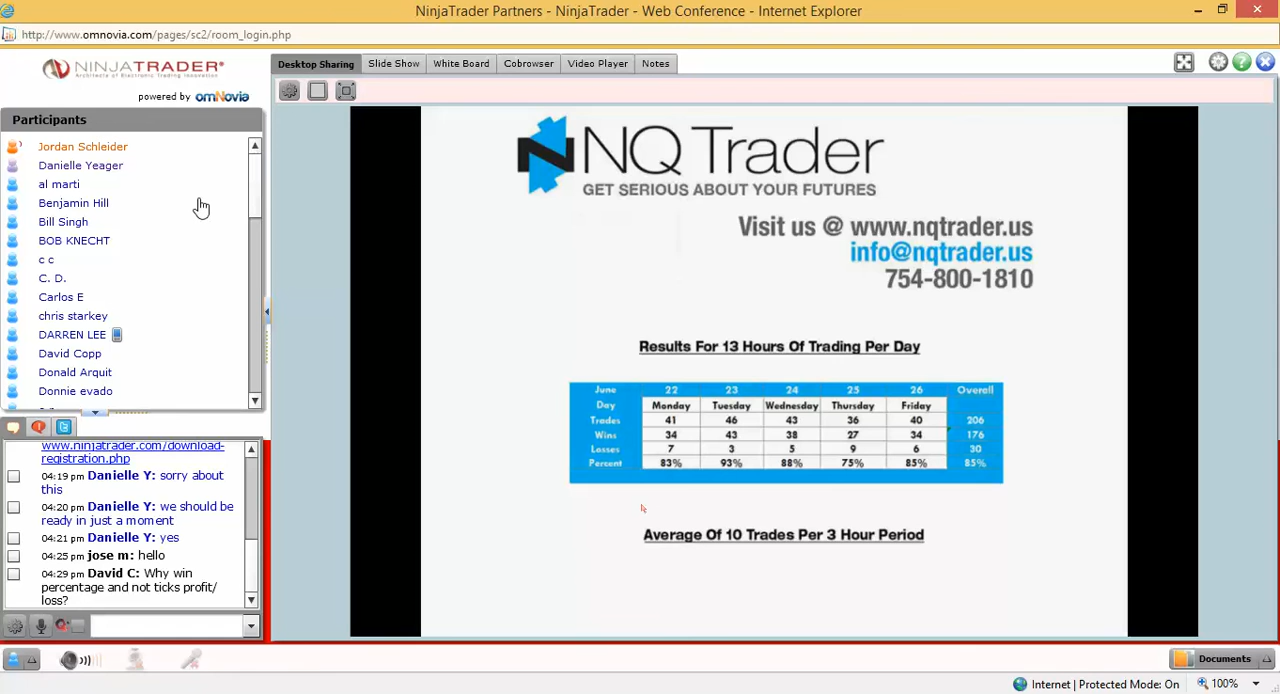 NinjaTrader Partners - NinjaTrader - Web Conference - Internet Explorer
http://www.omnovia.com/pages/sc2/room_login.php
NINJATRADER®
Architects of Electronic Trading Innovation
powered by omNovia
Desktop Sharing Slide Show White Board Cobrowser Video Player Notes
Participants
Jordan Schleider
Danielle Yeager
al marti
Benjamin Hill
Bill Singh
BOB KNECHT
c c
C. D.
Carlos E
chris starkey
DARREN LEE
David Copp
Donald Arquit
Donnie evado
www.ninjatrader.com/download-
registration.php
04:19 pm Danielle Y: sorry about
this
04:20 pm Danielle Y: we should be
ready in just a moment
04:21 pm Danielle Y: yes
04:25 pm jose m: hello
04:29 pm David C: Why win
percentage and not ticks profit/
loss?
NQ Trader
GET SERIOUS ABOUT YOUR FUTURES
Visit us @ www.nqtrader.us
info@nqtrader.us
754-800-1810
Results For 13 Hours Of Trading Per Day
June 22 23 24 25 26 Overall
Day Monday Tuesday Wednesday Thursday Friday
Trades 41 46 43 36 40 206
Wins 34 43 38 27 34 176
Losses 7 3 5 9 6 30
Percent 83% 93% 88% 75% 85% 85%
Average Of 10 Trades Per 3 Hour Period
Documents
Internet | Protected Mode: On 100%